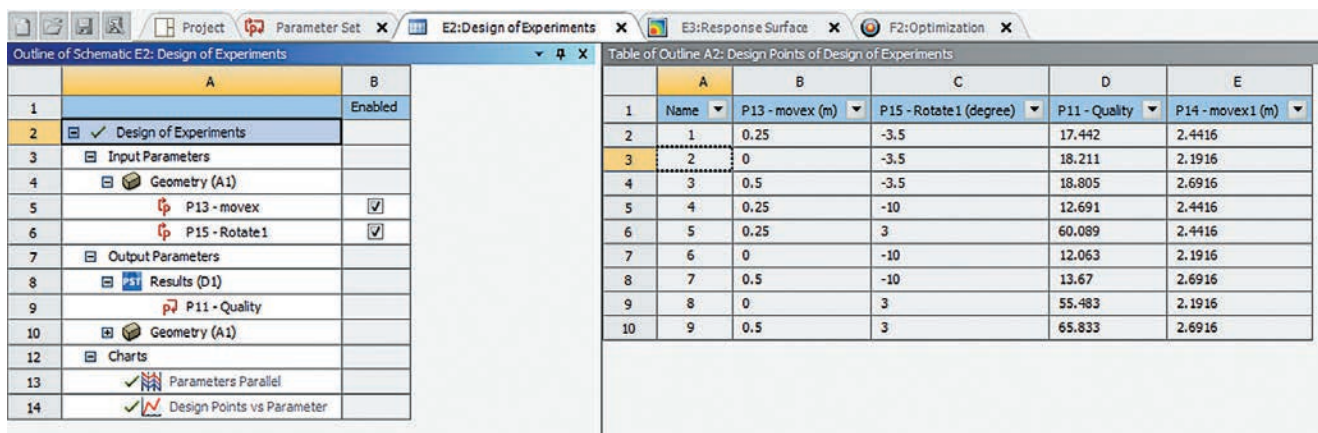 Project Parameter Set E2:Design of Experiments E3:Response Surface F2:Optimization
Outline of Schematic E2: Design of Experiments
A B
1 Enabled
2 Design of Experiments
3 Input Parameters
4 Geometry (A1)
5 P13 - movex
6 P15 - Rotate1
7 Output Parameters
8 Results (D1)
9 P11 - Quality
10 Geometry (A1)
12 Charts
13 Parameters Parallel
14 Design Points vs Parameter
Table of Outline A2: Design Points of Design of Experiments
A B C D E
1 Name P13 - movex (m) P15 - Rotate1 (degree) P11 - Quality P14 - movex1 (m)
2 1 0.25 -3.5 17.442 2.4416
3 2 0 -3.5 18.211 2.1916
4 3 0.5 -3.5 18.805 2.6916
5 4 0.25 -10 12.691 2.4416
6 5 0.25 3 60.089 2.4416
7 6 0 -10 12.063 2.1916
8 7 0.5 -10 13.67 2.6916
9 8 0 3 55.483 2.1916
10 9 0.5 3 65.833 2.6916